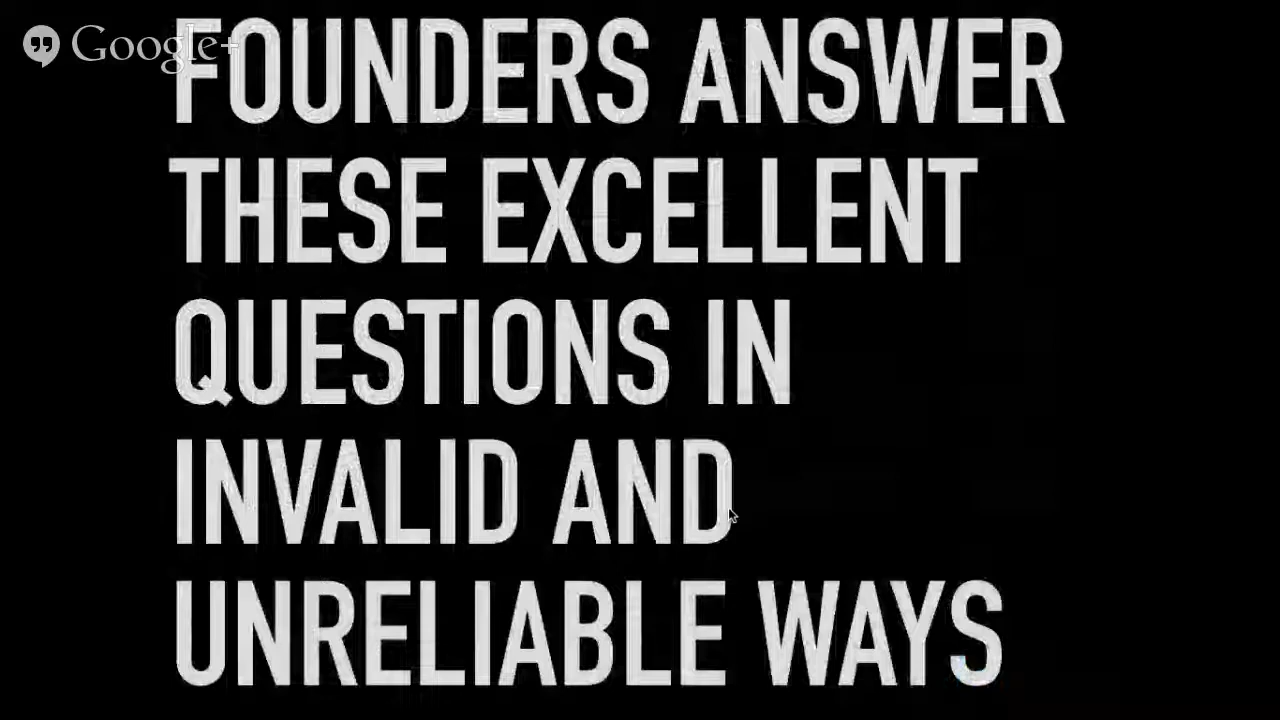 Google+
FOUNDERS ANSWER
THESE EXCELLENT
QUESTIONS IN
INVALID AND
UNRELIABLE WAYS